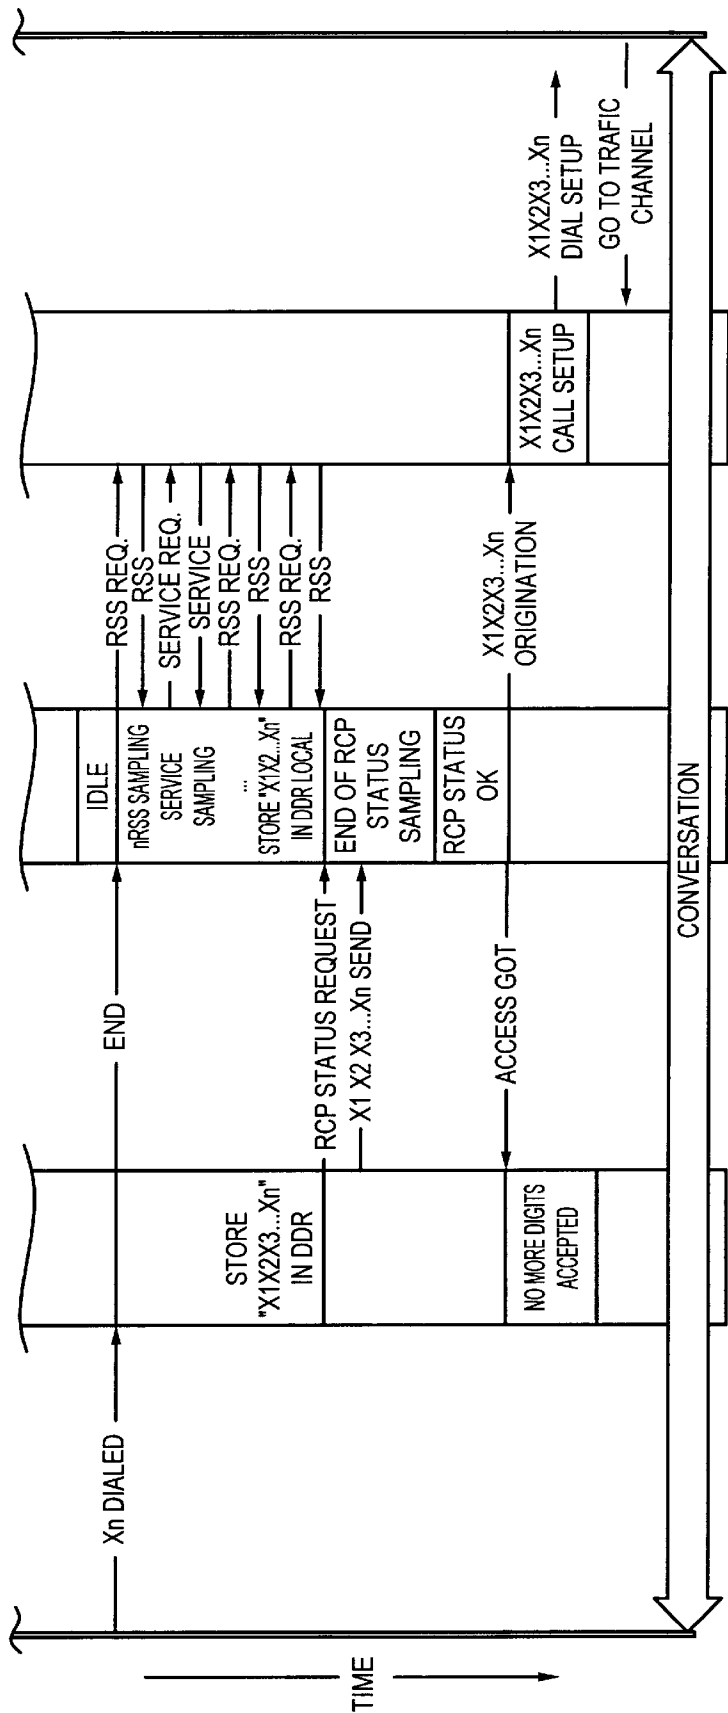 TIME
Xn DIALED
STORE
"X1X2X3...Xn"
IN DDR
NO MORE DIGITS
ACCEPTED
END
RCP STATUS REQUEST
X1 X2 X3...Xn SEND
ACCESS GOT
IDLE
nRSS SAMPLING
SERVICE
SAMPLING
...
STORE "X1X2...Xn"
IN DDR LOCAL
END OF RCP
STATUS
SAMPLING
RCP STATUS
OK
RSS REQ.
RSS
SERVICE REQ.
SERVICE
RSS REQ.
RSS
RSS REQ.
RSS
X1X2X3...Xn
ORIGINATION
X1X2X3...Xn
CALL SETUP
X1X2X3...Xn
DIAL SETUP
GO TO TRAFIC
CHANNEL
CONVERSATION